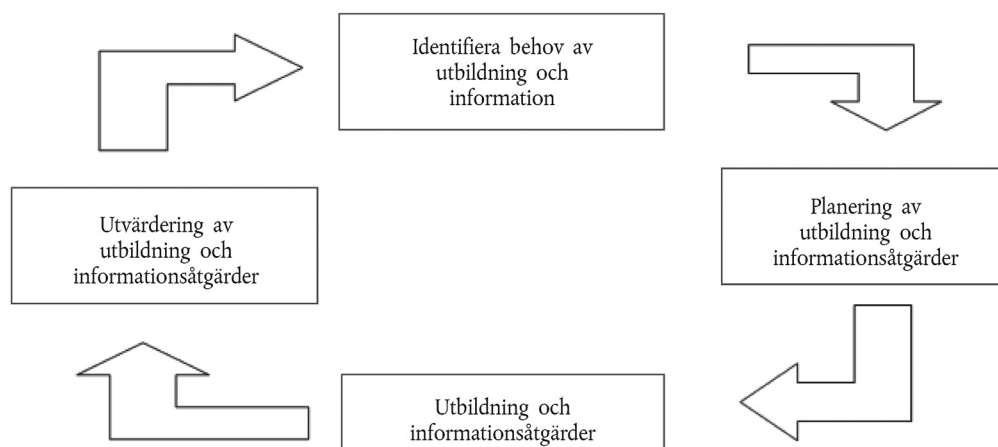 Identifiera behov av
utbildning och
information
Utvärdering av
utbildning och
informationsåtgärder
Planering av
utbildning och
informationsåtgärder
Utbildning och
informationsåtgärder